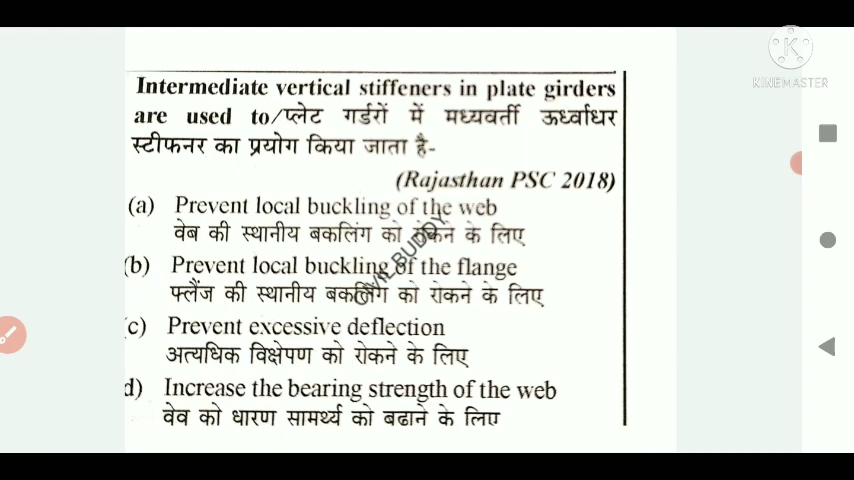 KINEMASTER
Intermediate vertical stiffeners in plate girders
are used to/प्लेट गर्डरों में मध्यवर्ती ऊर्ध्वाधर
स्टीफनर का प्रयोग किया जाता है-
(Rajasthan PSC 2018)
(a) Prevent local buckling of the web
वेब की स्थानीय बकलिंग को रोकने के लिए
(b) Prevent local buckling of the flange
फ्लैंज की स्थानीय बकलिंग को रोकने के लिए
c) Prevent excessive deflection
अत्यधिक विक्षेपण को रोकने के लिए
d) Increase the bearing strength of the web
वेव को धारण सामर्थ्य को बढाने के लिए
CIVIL BUDDY